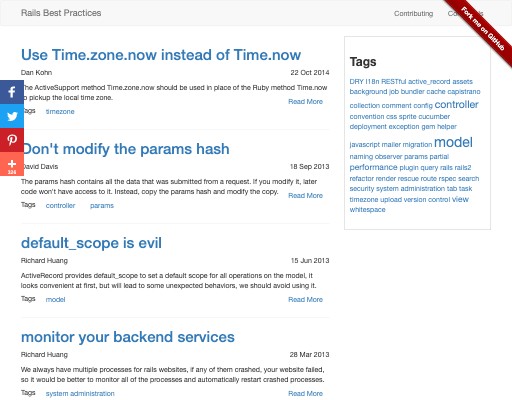 Rails Best Practices
Contributing
Fork me on GitHub
Use Time.zone.now instead of Time.now
Dan Kohn 22 Oct 2014
The ActiveSupport method Time.zone.now should be used in place of the Ruby method Time.now
to pickup the local time zone.
Read More
Tags timezone
Don't modify the params hash
David Davis 18 Sep 2013
The params hash contains all the data that was submitted from a request. If you modify it, later
code won't have access to it. Instead, copy the params hash and modify the copy.
Read More
Tags controller params
default_scope is evil
Richard Huang 15 Jun 2013
ActiveRecord provides default_scope to set a default scope for all operations on the model, it
looks convenient at first, but will lead to some unexpected behaviors, we should avoid using it.
Tags model Read More
monitor your backend services
Richard Huang 28 Mar 2013
We always have multiple processes for rails websites, if any of them crashed, your website failed,
so it would be better to monitor all of the processes and automatically restart crashed processes.
Tags system administration Read More
Tags
DRY I18n RESTful active_record assets
background job bundler cache capistrano
collection comment config controller
convention css sprite cucumber
deployment exception gem helper
javascript mailer migration model
naming observer params partial
performance plugin query rails rails2
refactor render rescue route rspec search
security system administration tab task
timezone upload version control view
whitespace